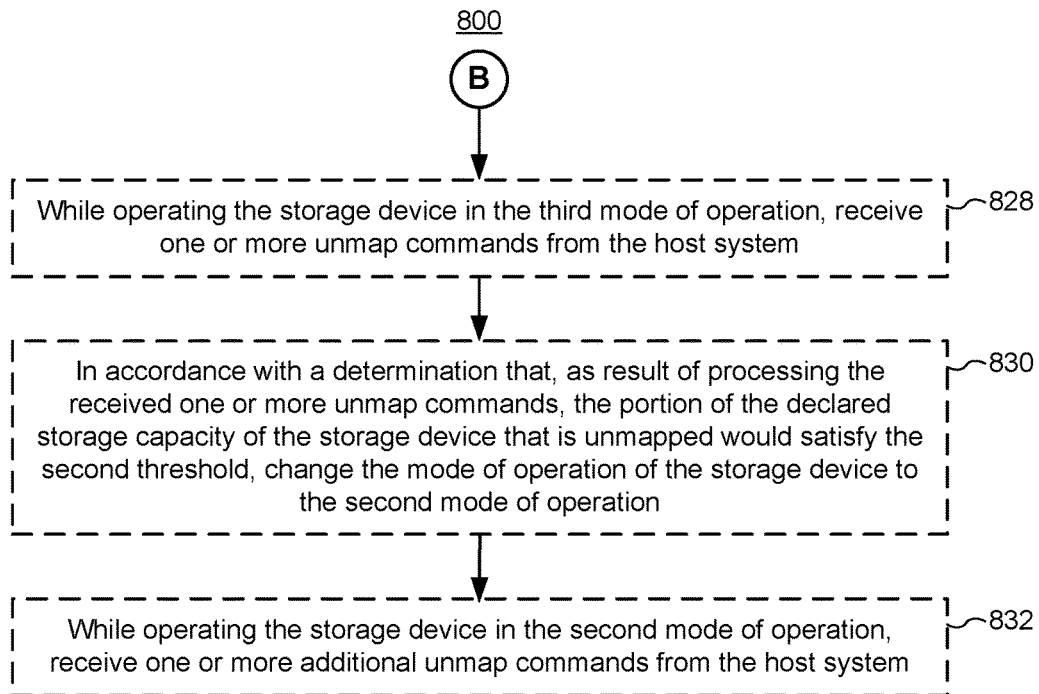 800
B
While operating the storage device in the third mode of operation, receive
one or more unmap commands from the host system
828
In accordance with a determination that, as result of processing the
received one or more unmap commands, the portion of the declared
storage capacity of the storage device that is unmapped would satisfy the
second threshold, change the mode of operation of the storage device to
the second mode of operation
830
While operating the storage device in the second mode of operation,
receive one or more additional unmap commands from the host system
832